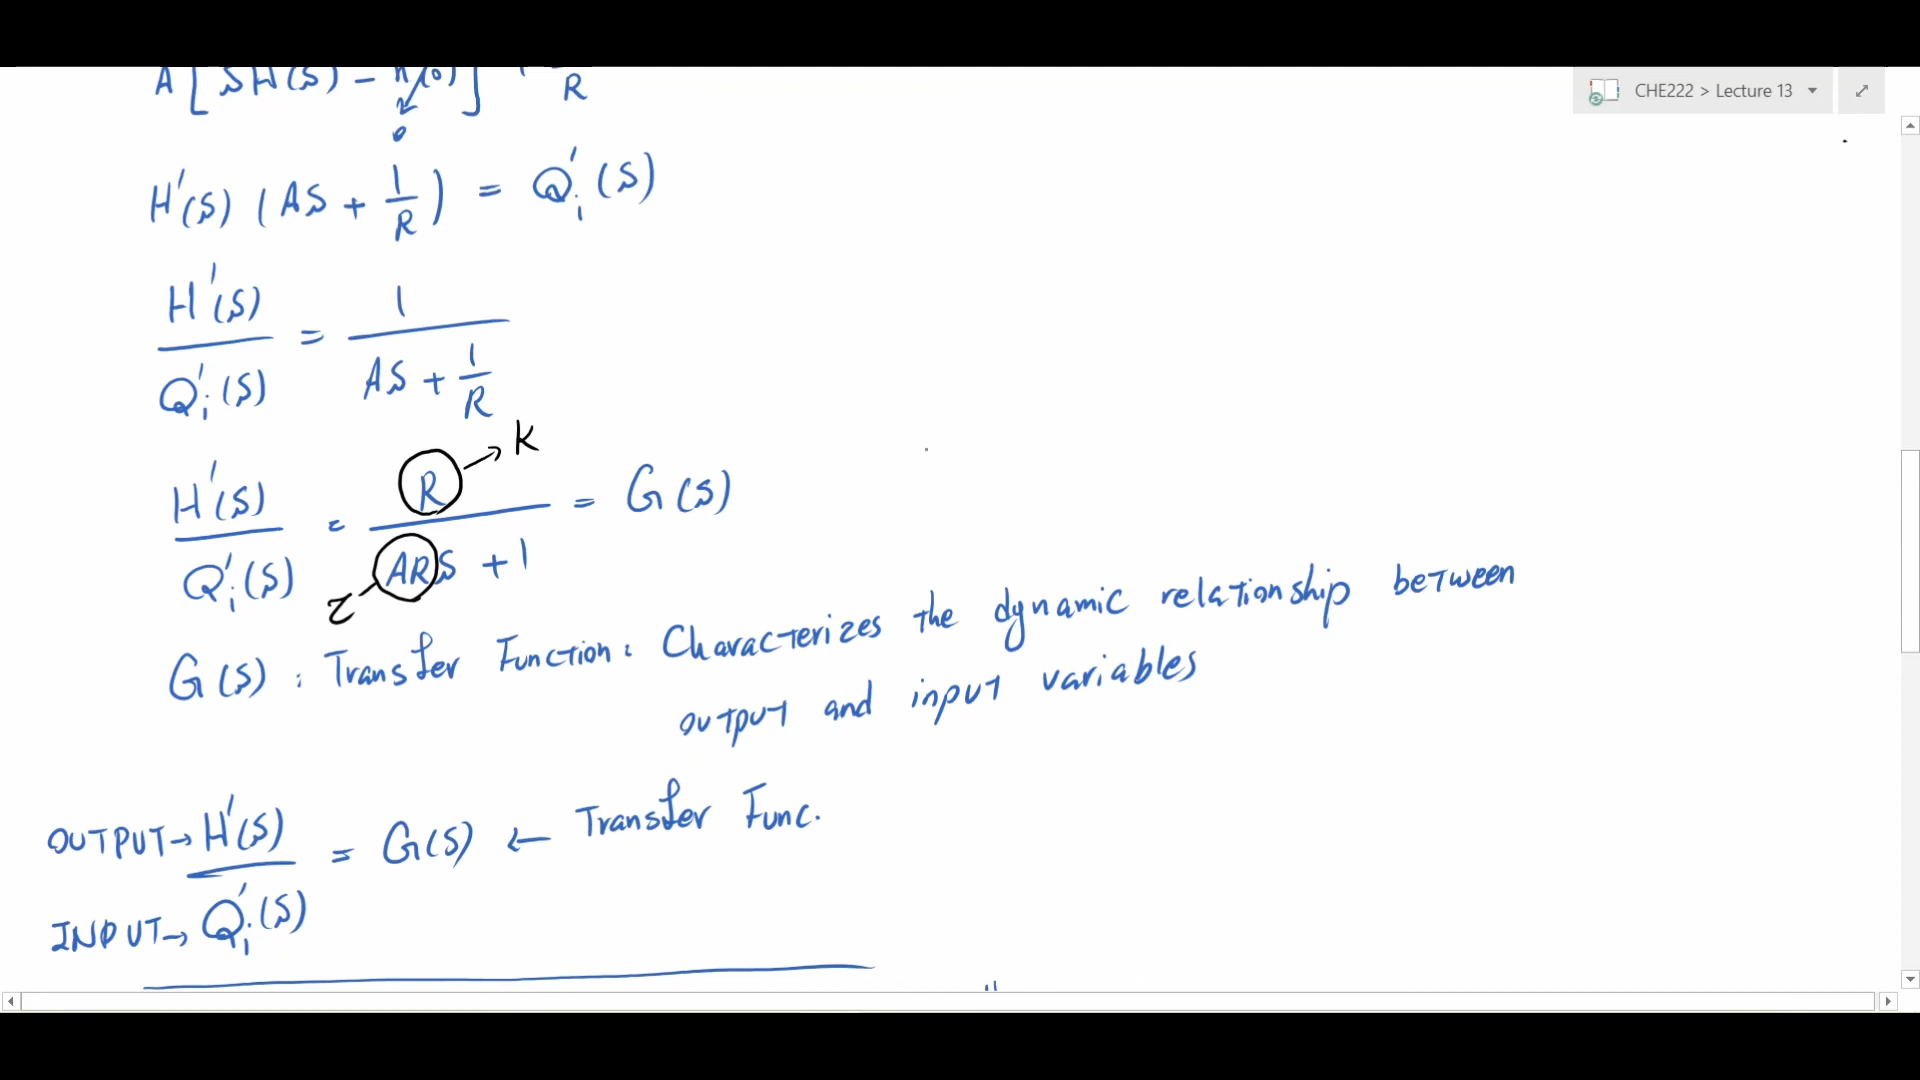 A[SH(S) - h'(0)] + /R
CHE222 > Lecture 13
0
H'(S) (AS + 1/R) = Q'i(S)
H'(S)/Q'i(S) = 1/(AS + 1/R)
H'(S)/Q'i(S) = R/(ARS + 1) = G(S)
→ K
τ
G(S) : Transfer Function: Characterizes the dynamic relationship between
output and input variables
OUTPUT → H'(S) = G(S) ← Transfer Func.
INPUT → Q'i(S)